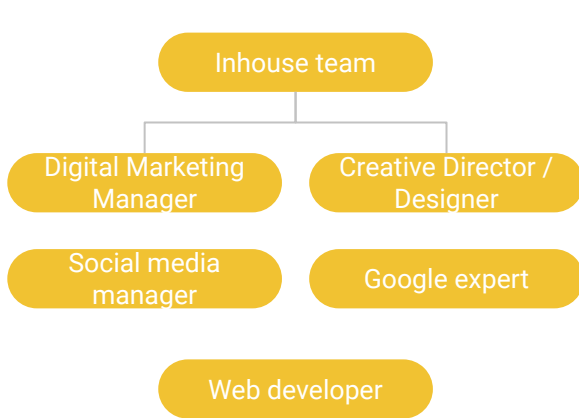 Inhouse team
Digital Marketing
Manager
Creative Director /
Designer
Social media
manager
Google expert
Web developer